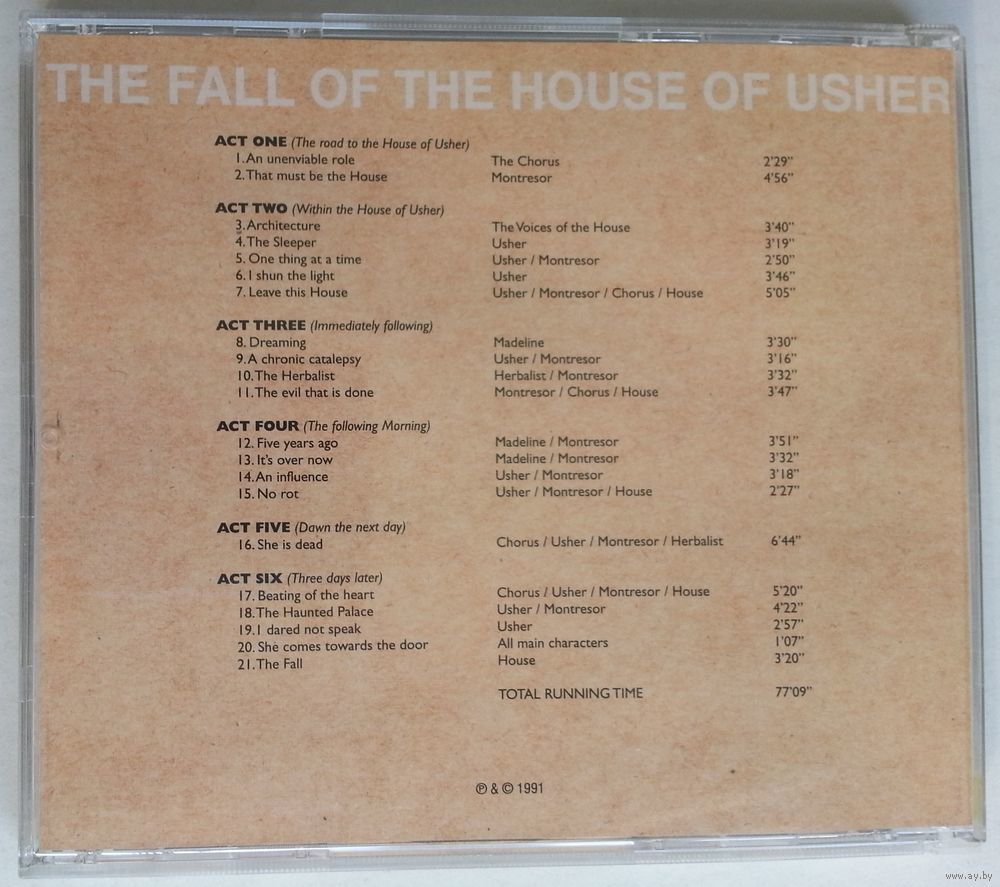 THE FALL OF THE HOUSE OF USHER
ACT ONE (The road to the House of Usher)
1. An unenviable role The Chorus 2'29"
2. That must be the House Montresor 4'56"
ACT TWO (Within the House of Usher)
3. Architecture The Voices of the House 3'40"
4. The Sleeper Usher 3'19"
5. One thing at a time Usher / Montresor 2'50"
6. I shun the light Usher 3'46"
7. Leave this House Usher / Montresor / Chorus / House 5'05"
ACT THREE (Immediately following)
8. Dreaming Madeline 3'30"
9. A chronic catalepsy Usher / Montresor 3'16"
10. The Herbalist Herbalist / Montresor 3'32"
11. The evil that is done Montresor / Chorus / House 3'47"
ACT FOUR (The following Morning)
12. Five years ago Madeline / Montresor 3'51"
13. It's over now Madeline / Montresor 3'32"
14. An influence Usher / Montresor 3'18"
15. No rot Usher / Montresor / House 2'27"
ACT FIVE (Dawn the next day)
16. She is dead Chorus / Usher / Montresor / Herbalist 6'44"
ACT SIX (Three days later)
17. Beating of the heart Chorus / Usher / Montresor / House 5'20"
18. The Haunted Palace Usher / Montresor 4'22"
19. I dared not speak Usher 2'57"
20. She comes towards the door All main characters 1'07"
21. The Fall House 3'20"
TOTAL RUNNING TIME 77'09"
℗ & © 1991
www.ay.by